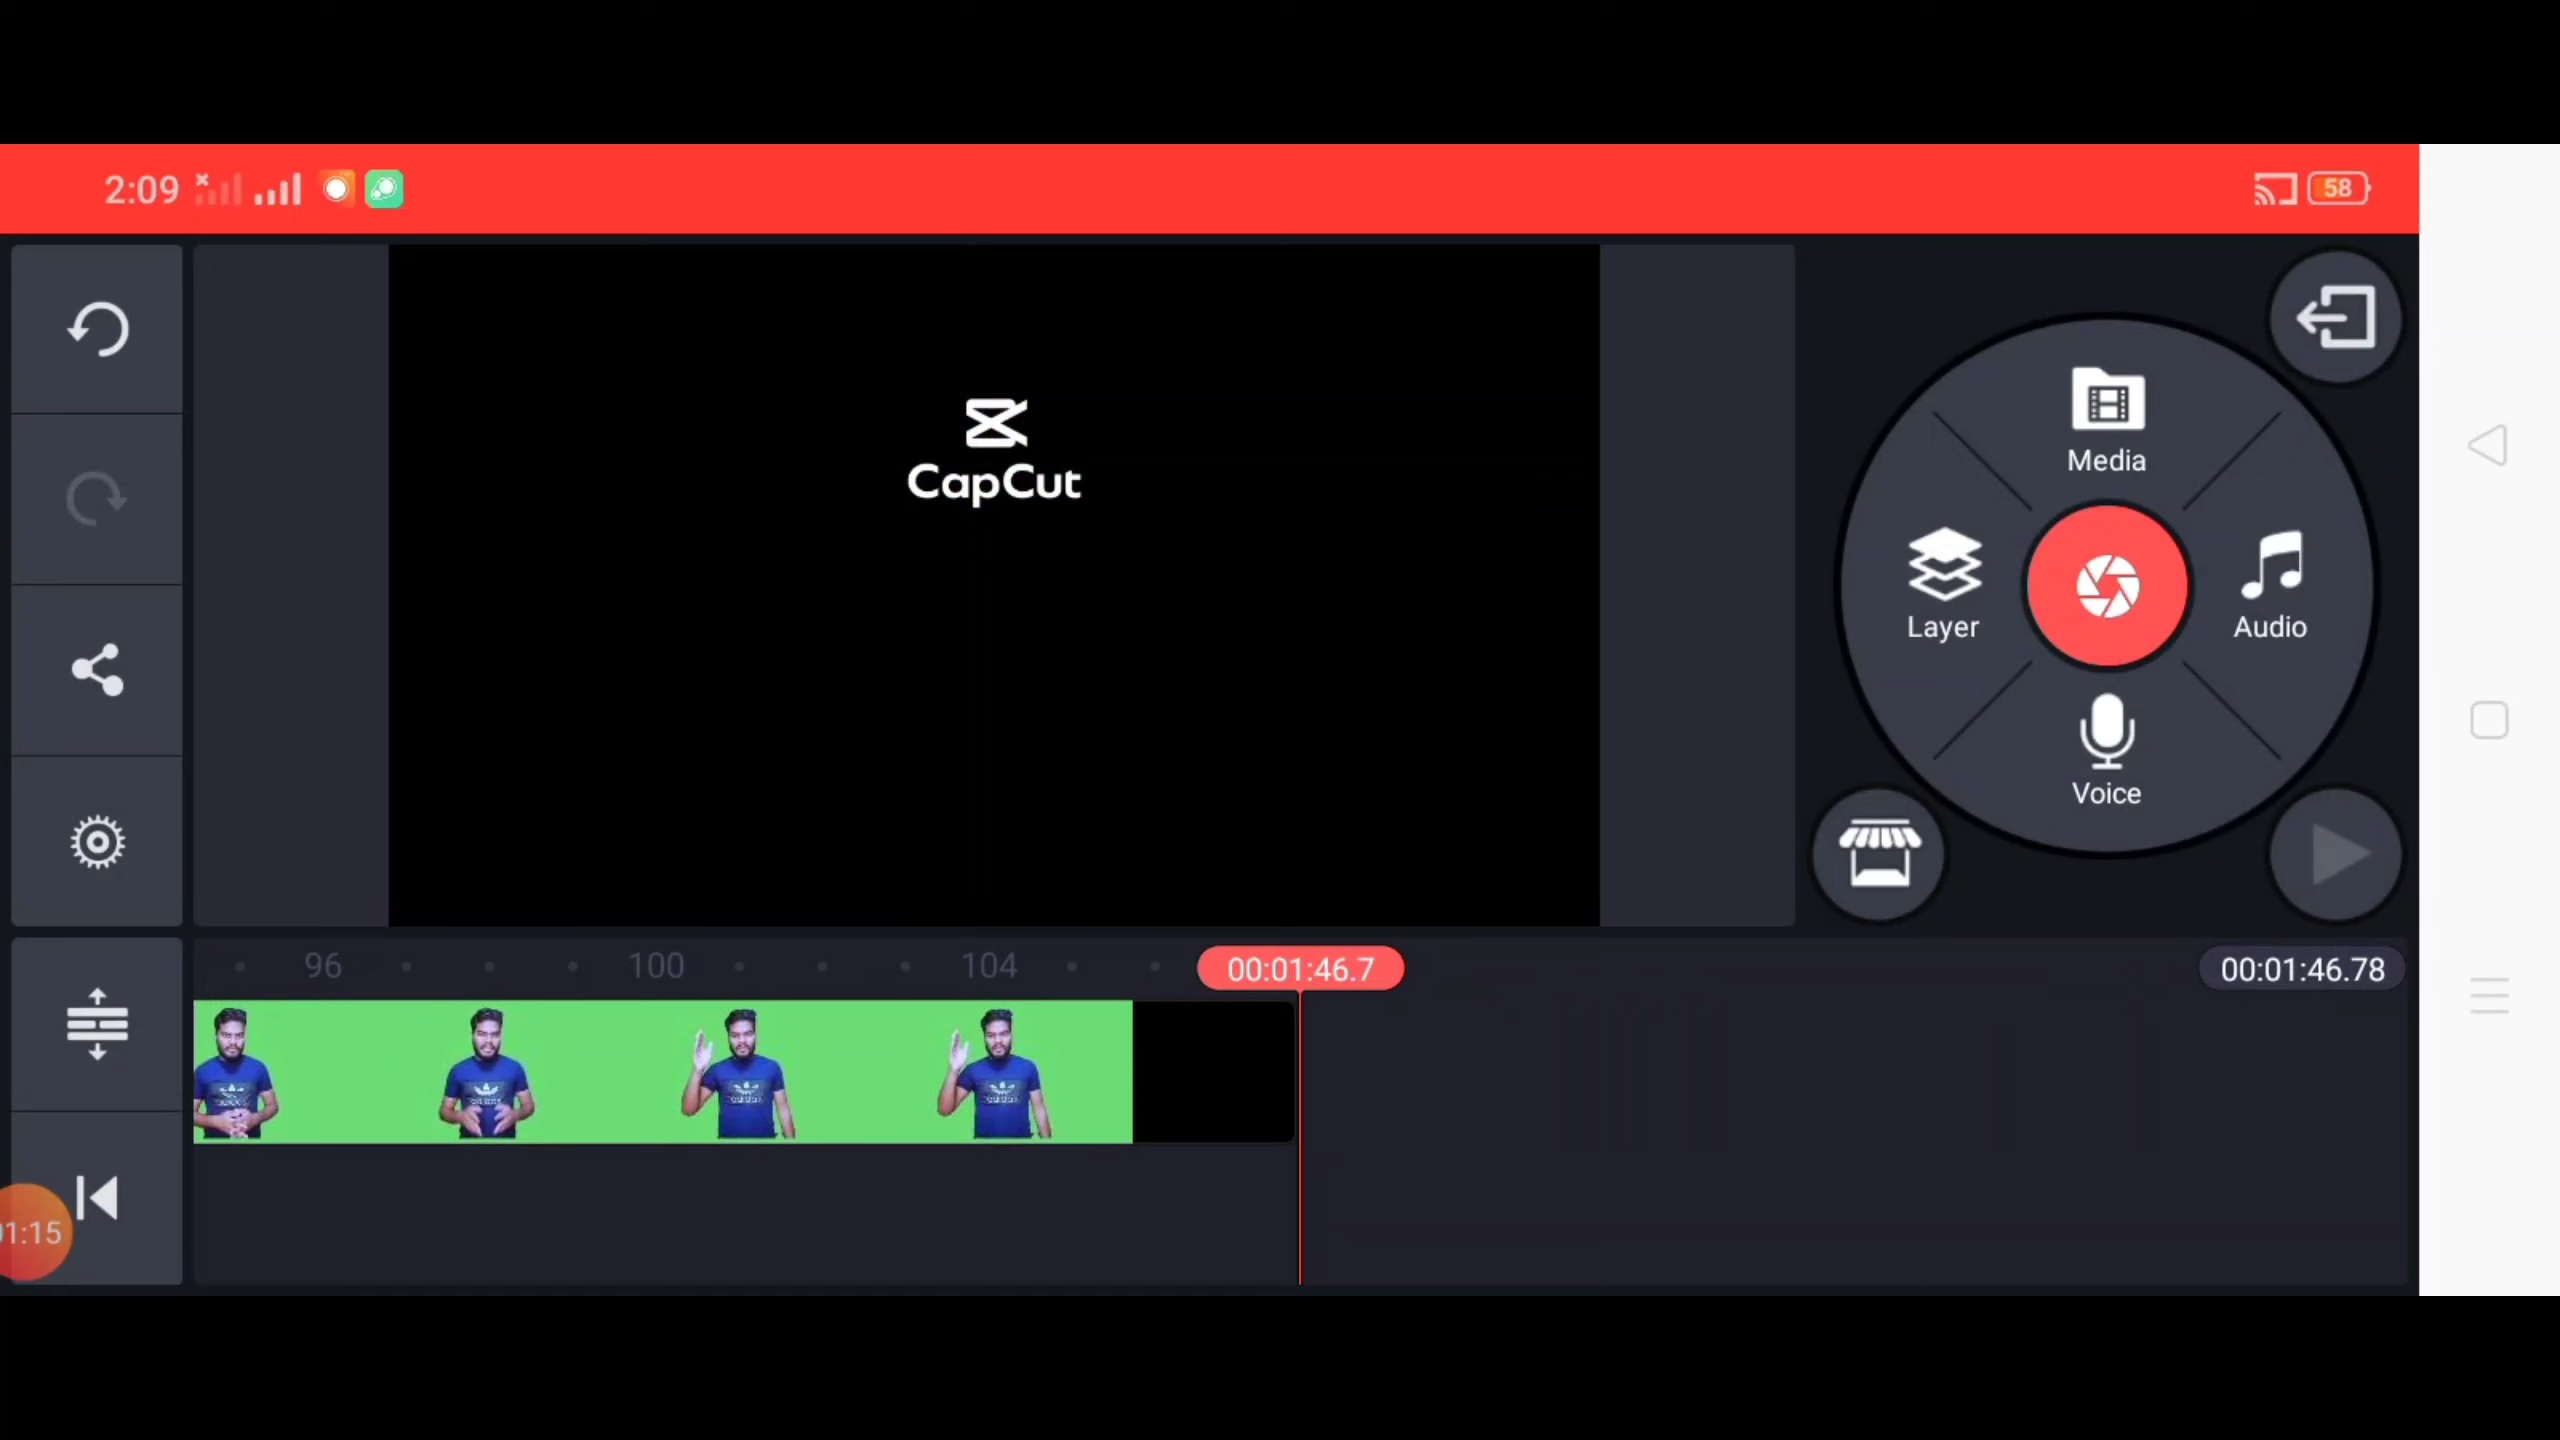 2:09
58
CapCut
Media
Layer
Audio
Voice
96
100
104
00:01:46.7
00:01:46.78
01:15
adidas